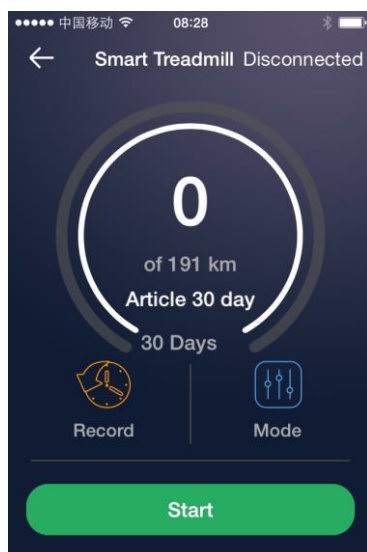 中国移动 08:28
Smart Treadmill Disconnected
0
of 191 km
Article 30 day
30 Days
Record Mode
Start